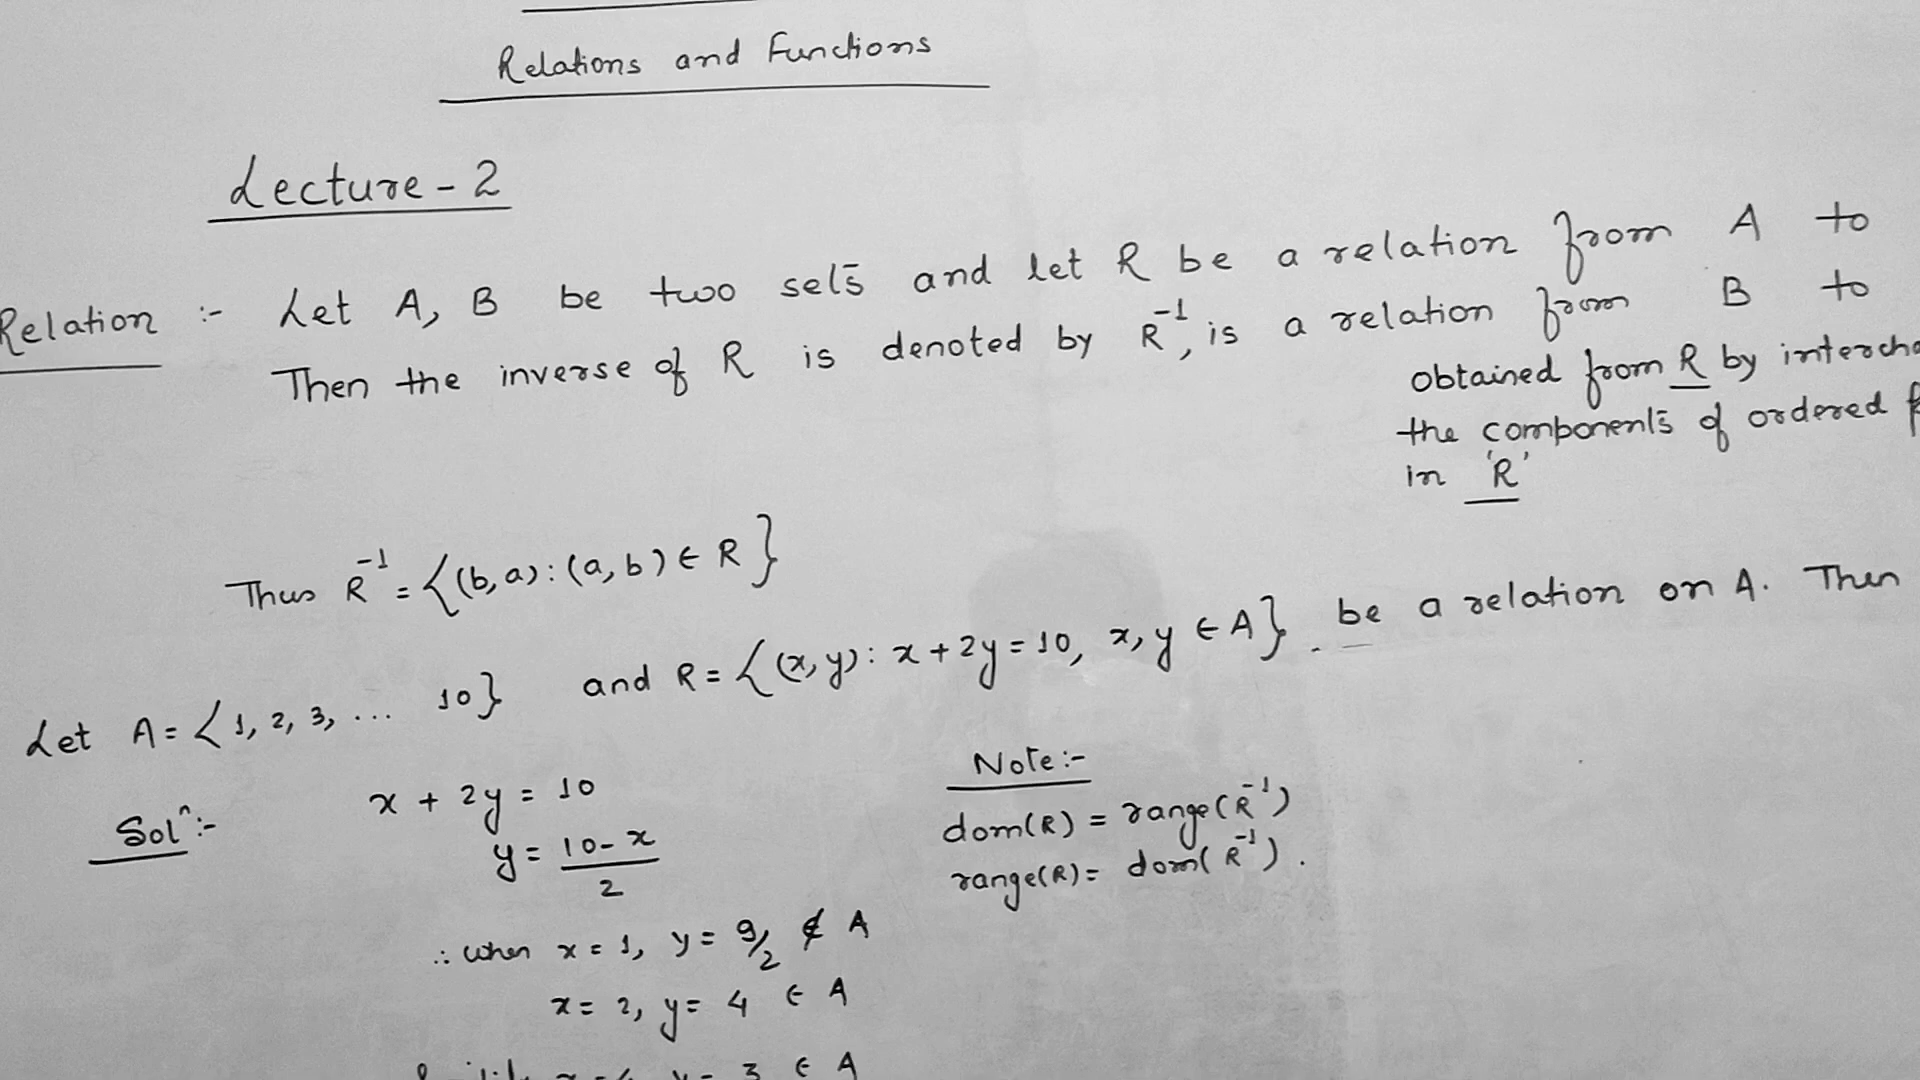 Relations and Functions
Lecture - 2
Relation :- Let A, B be two sets and let R be a relation from A to
Then the inverse of R is denoted by R⁻¹, is a relation from B to
obtained from R by
the components of ordered
in 'R'
Thus R⁻¹ = {(b,a) : (a,b) ∈ R}
Let A = {1, 2, 3, ... 10} and R = {(x,y) : x + 2y = 10, x, y ∈ A} be a relation on A. Then
Solⁿ:- x + 2y = 10
y = (10 - x)/2
∴ when x = 1, y = 9/2 ∉ A
x = 2, y = 4 ∈ A
y = 3 ∈ A
Note :-
dom(R) = range(R⁻¹)
range(R) = dom(R⁻¹).